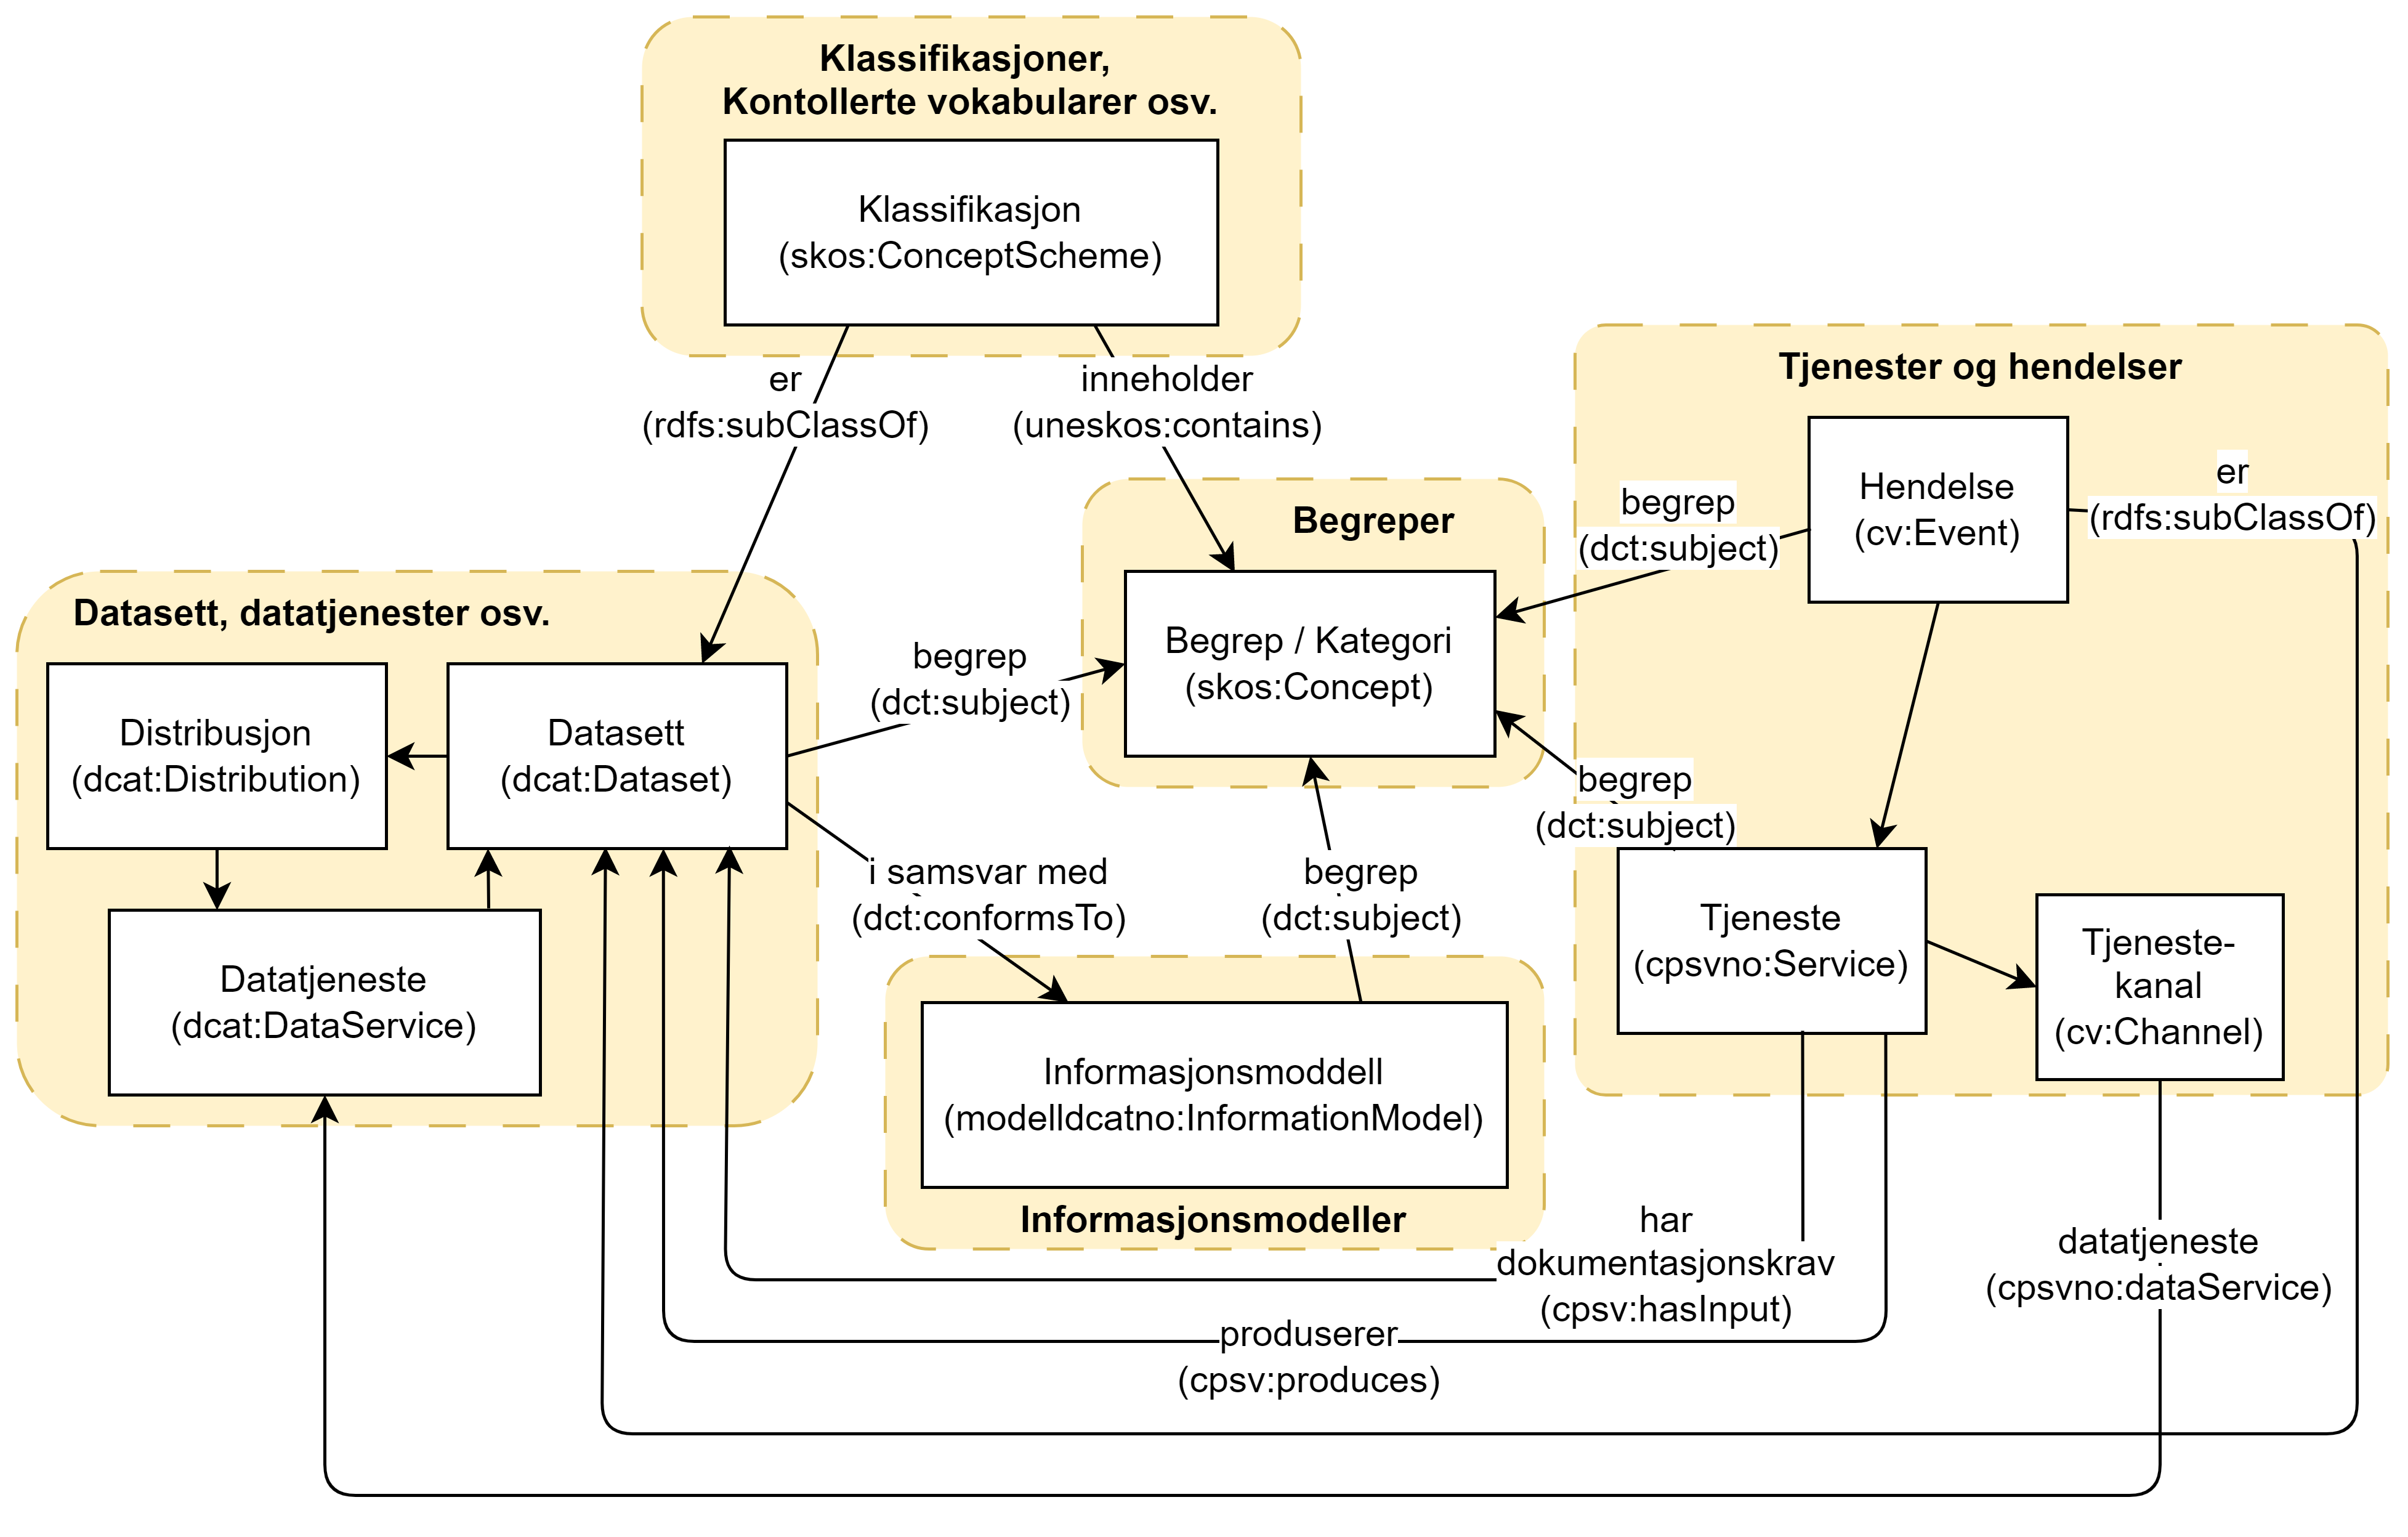 Klassifikasjoner,
Kontollerte vokabularer osv.
Klassifikasjon
(skos:ConceptScheme)
er
(rdfs:subClassOf)
inneholder
(uneskos:contains)
Tjenester og hendelser
Hendelse
(cv:Event)
er
(rdfs:subClassOf)
begrep
(dct:subject)
Begreper
Begrep / Kategori
(skos:Concept)
Datasett, datatjenester osv.
Distribusjon
(dcat:Distribution)
Datasett
(dcat:Dataset)
begrep
(dct:subject)
begrep
(dct:subject)
i samsvar med
(dct:conformsTo)
begrep
(dct:subject)
Tjeneste
(cpsvno:Service)
Tjeneste-
kanal
(cv:Channel)
Datatjeneste
(dcat:DataService)
Informasjonsmoddell
(modelldcatno:InformationModel)
Informasjonsmodeller
har
dokumentasjonskrav
(cpsv:hasInput)
datatjeneste
(cpsvno:dataService)
produserer
(cpsv:produces)